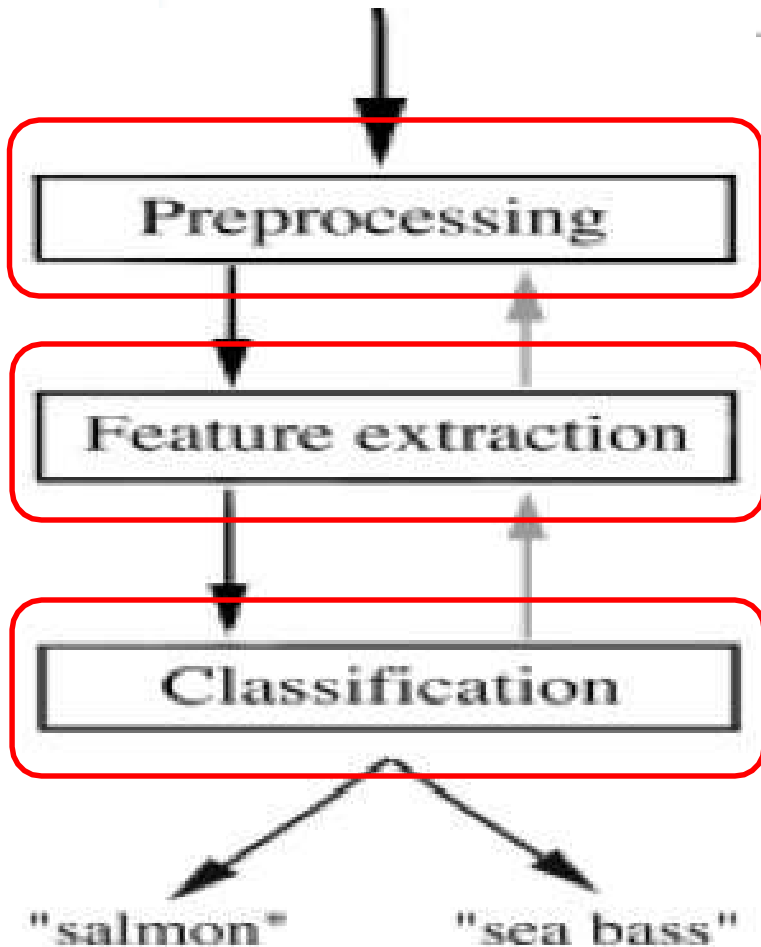 Preprocessing
Feature extraction
Classification
"salmon" "sea bass"